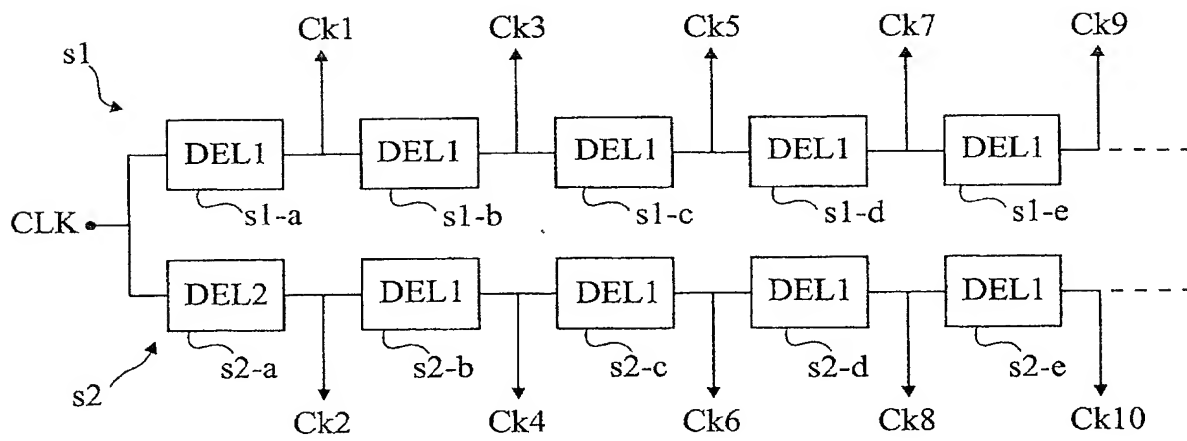 Ck1 Ck3 Ck5 Ck7 Ck9
s1
DEL1 DEL1 DEL1 DEL1 DEL1
s1-a s1-b s1-c s1-d s1-e
CLK
DEL2 DEL1 DEL1 DEL1 DEL1
s2-a s2-b s2-c s2-d s2-e
s2
Ck2 Ck4 Ck6 Ck8 Ck10